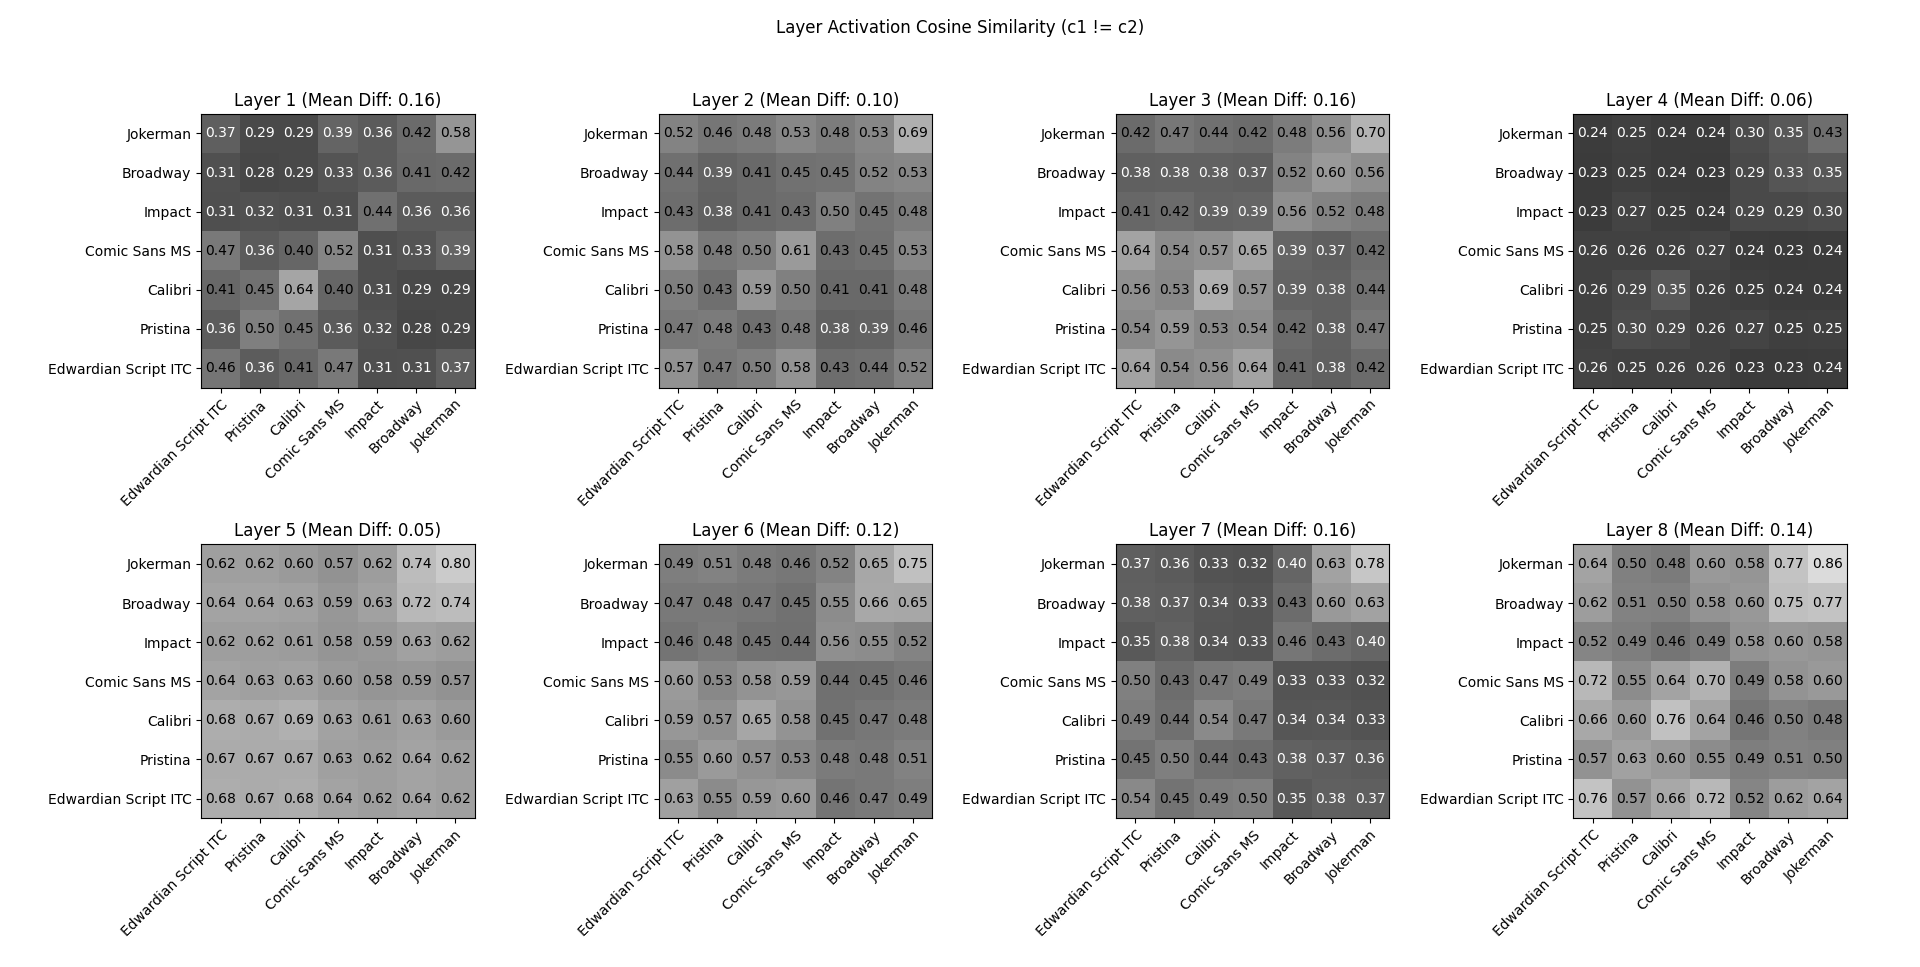 Layer Activation Cosine Similarity (c1 != c2)
Layer 1 (Mean Diff: 0.16)
Jokerman 0.37 0.29 0.29 0.39 0.36 0.42 0.58
Broadway 0.31 0.28 0.29 0.33 0.36 0.41 0.42
Impact 0.31 0.32 0.31 0.31 0.44 0.36 0.36
Comic Sans MS 0.47 0.36 0.40 0.52 0.31 0.33 0.39
Calibri 0.41 0.45 0.64 0.40 0.31 0.29 0.29
Pristina 0.36 0.50 0.45 0.36 0.32 0.28 0.29
Edwardian Script ITC 0.46 0.36 0.41 0.47 0.31 0.31 0.37
Edwardian Script ITC Pristina Calibri Comic Sans MS Impact Broadway Jokerman
Layer 2 (Mean Diff: 0.10)
Jokerman 0.52 0.46 0.48 0.53 0.48 0.53 0.69
Broadway 0.44 0.39 0.41 0.45 0.45 0.52 0.53
Impact 0.43 0.38 0.41 0.43 0.50 0.45 0.48
Comic Sans MS 0.58 0.48 0.50 0.61 0.43 0.45 0.53
Calibri 0.50 0.43 0.59 0.50 0.41 0.41 0.48
Pristina 0.47 0.48 0.43 0.48 0.38 0.39 0.46
Edwardian Script ITC 0.57 0.47 0.50 0.58 0.43 0.44 0.52
Edwardian Script ITC Pristina Calibri Comic Sans MS Impact Broadway Jokerman
Layer 3 (Mean Diff: 0.16)
Jokerman 0.42 0.47 0.44 0.42 0.48 0.56 0.70
Broadway 0.38 0.38 0.38 0.37 0.52 0.60 0.56
Impact 0.41 0.42 0.39 0.39 0.56 0.52 0.48
Comic Sans MS 0.64 0.54 0.57 0.65 0.39 0.37 0.42
Calibri 0.56 0.53 0.69 0.57 0.39 0.38 0.44
Pristina 0.54 0.59 0.53 0.54 0.42 0.38 0.47
Edwardian Script ITC 0.64 0.54 0.56 0.64 0.41 0.38 0.42
Edwardian Script ITC Pristina Calibri Comic Sans MS Impact Broadway Jokerman
Layer 4 (Mean Diff: 0.06)
Jokerman 0.24 0.25 0.24 0.24 0.30 0.35 0.43
Broadway 0.23 0.25 0.24 0.23 0.29 0.33 0.35
Impact 0.23 0.27 0.25 0.24 0.29 0.29 0.30
Comic Sans MS 0.26 0.26 0.26 0.27 0.24 0.23 0.24
Calibri 0.26 0.29 0.35 0.26 0.25 0.24 0.24
Pristina 0.25 0.30 0.29 0.26 0.27 0.25 0.25
Edwardian Script ITC 0.26 0.25 0.26 0.26 0.23 0.23 0.24
Edwardian Script ITC Pristina Calibri Comic Sans MS Impact Broadway Jokerman
Layer 5 (Mean Diff: 0.05)
Jokerman 0.62 0.62 0.60 0.57 0.62 0.74 0.80
Broadway 0.64 0.64 0.63 0.59 0.63 0.72 0.74
Impact 0.62 0.62 0.61 0.58 0.59 0.63 0.62
Comic Sans MS 0.64 0.63 0.63 0.60 0.58 0.59 0.57
Calibri 0.68 0.67 0.69 0.63 0.61 0.63 0.60
Pristina 0.67 0.67 0.67 0.63 0.62 0.64 0.62
Edwardian Script ITC 0.68 0.67 0.68 0.64 0.62 0.64 0.62
Edwardian Script ITC Pristina Calibri Comic Sans MS Impact Broadway Jokerman
Layer 6 (Mean Diff: 0.12)
Jokerman 0.49 0.51 0.48 0.46 0.52 0.65 0.75
Broadway 0.47 0.48 0.47 0.45 0.55 0.66 0.65
Impact 0.46 0.48 0.45 0.44 0.56 0.55 0.52
Comic Sans MS 0.60 0.53 0.58 0.59 0.44 0.45 0.46
Calibri 0.59 0.57 0.65 0.58 0.45 0.47 0.48
Pristina 0.55 0.60 0.57 0.53 0.48 0.48 0.51
Edwardian Script ITC 0.63 0.55 0.59 0.60 0.46 0.47 0.49
Edwardian Script ITC Pristina Calibri Comic Sans MS Impact Broadway Jokerman
Layer 7 (Mean Diff: 0.16)
Jokerman 0.37 0.36 0.33 0.32 0.40 0.63 0.78
Broadway 0.38 0.37 0.34 0.33 0.43 0.60 0.63
Impact 0.35 0.38 0.34 0.33 0.46 0.43 0.40
Comic Sans MS 0.50 0.43 0.47 0.49 0.33 0.33 0.32
Calibri 0.49 0.44 0.54 0.47 0.34 0.34 0.33
Pristina 0.45 0.50 0.44 0.43 0.38 0.37 0.36
Edwardian Script ITC 0.54 0.45 0.49 0.50 0.35 0.38 0.37
Edwardian Script ITC Pristina Calibri Comic Sans MS Impact Broadway Jokerman
Layer 8 (Mean Diff: 0.14)
Jokerman 0.64 0.50 0.48 0.60 0.58 0.77 0.86
Broadway 0.62 0.51 0.50 0.58 0.60 0.75 0.77
Impact 0.52 0.49 0.46 0.49 0.58 0.60 0.58
Comic Sans MS 0.72 0.55 0.64 0.70 0.49 0.58 0.60
Calibri 0.66 0.60 0.76 0.64 0.46 0.50 0.48
Pristina 0.57 0.63 0.60 0.55 0.49 0.51 0.50
Edwardian Script ITC 0.76 0.57 0.66 0.72 0.52 0.62 0.64
Edwardian Script ITC Pristina Calibri Comic Sans MS Impact Broadway Jokerman